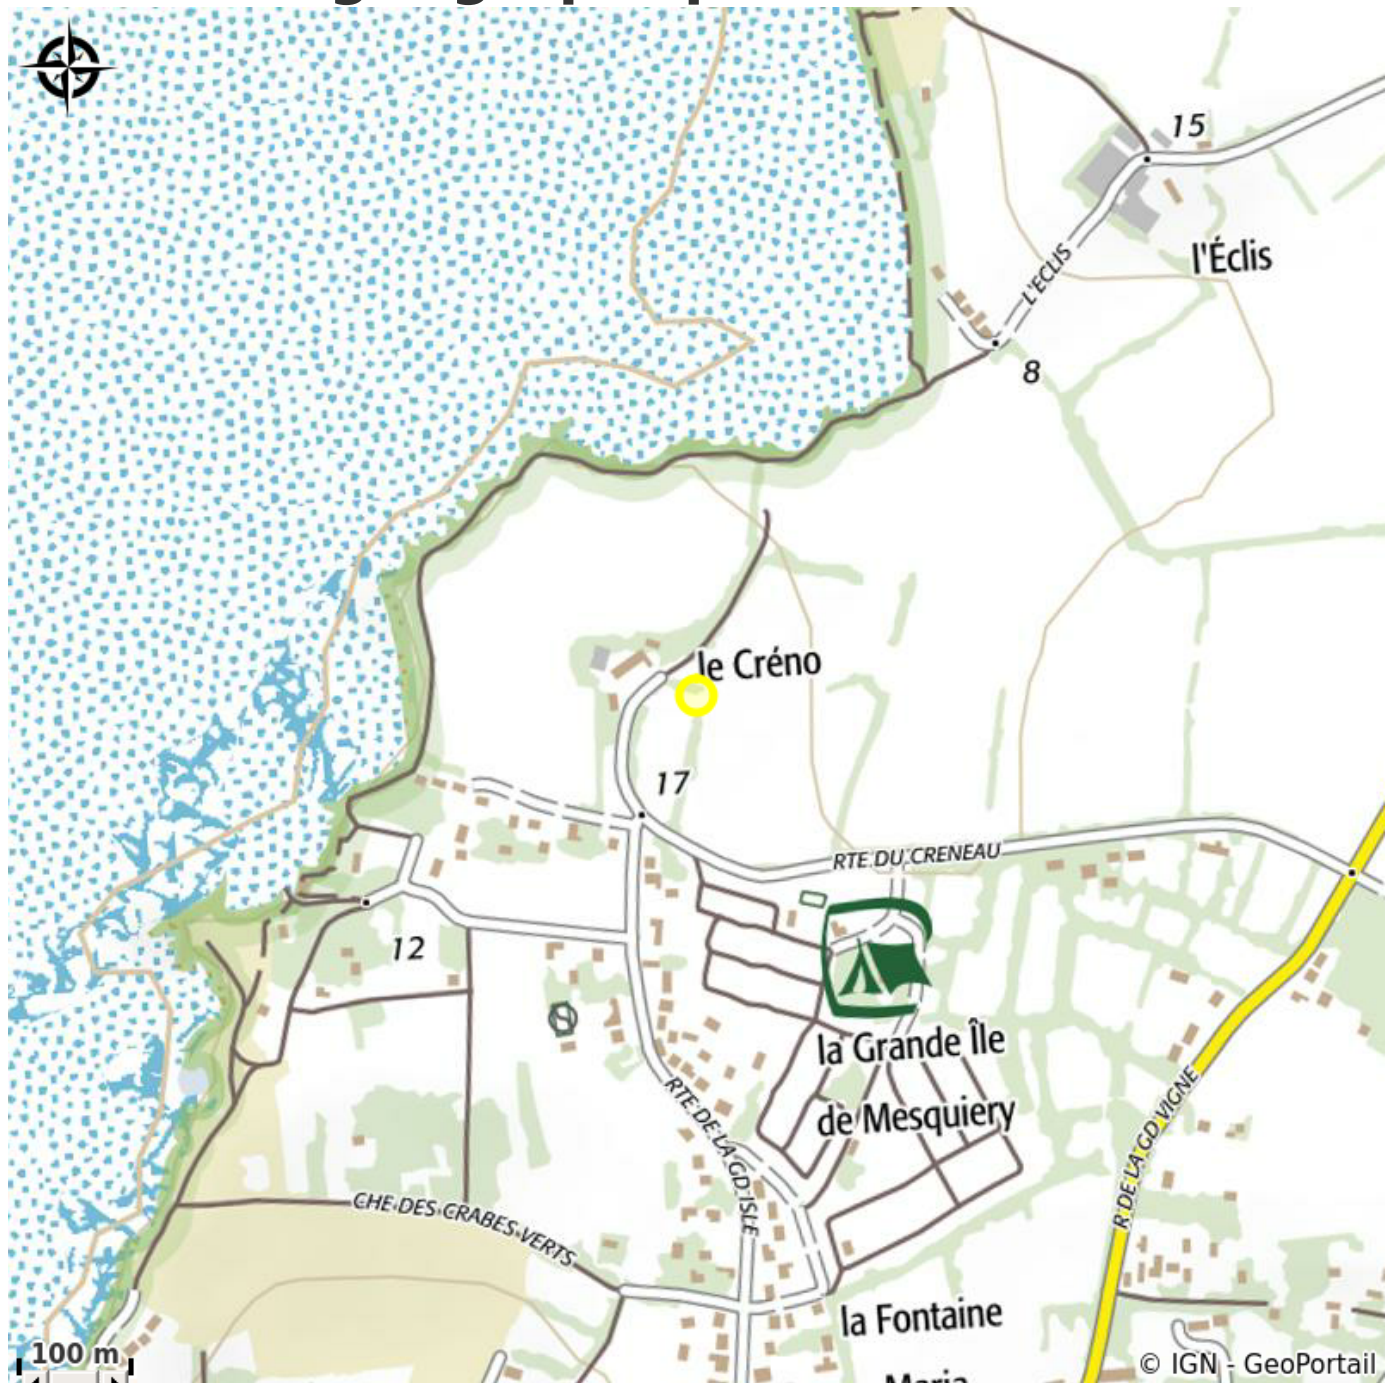 15
l'Éclis
L'ECLIS
8
le Créno
17
RTE DU CRENEAU
12
la Grande Île
de Mesquiery
RTE DE LA GD ISLE
R DE LA GD VIGNE
CHE DES CRABES VERTS
la Fontaine
100 m
© IGN - GeoPortail